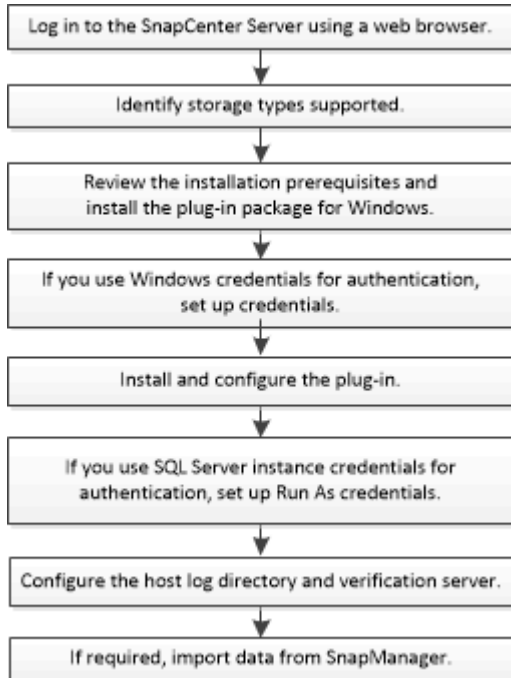 Log in to the SnapCenter Server using a web browser.
Identify storage types supported.
Review the installation prerequisites and
install the plug-in package for Windows.
If you use Windows credentials for authentication,
set up credentials.
Install and configure the plug-in.
If you use SQL Server instance credentials for
authentication, set up Run As credentials.
Configure the host log directory and verification server.
If required, import data from SnapManager.